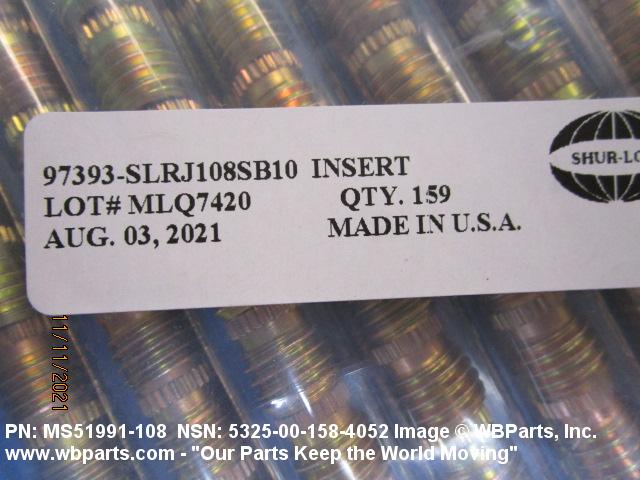 97393-SLRJ108SB10 INSERT
LOT# MLQ7420 QTY. 159
AUG. 03, 2021 MADE IN U.S.A.
SHUR-LO
11/11/2021
PN: MS51991-108 NSN: 5325-00-158-4052 Image © WBParts, Inc.
www.wbparts.com - "Our Parts Keep the World Moving"